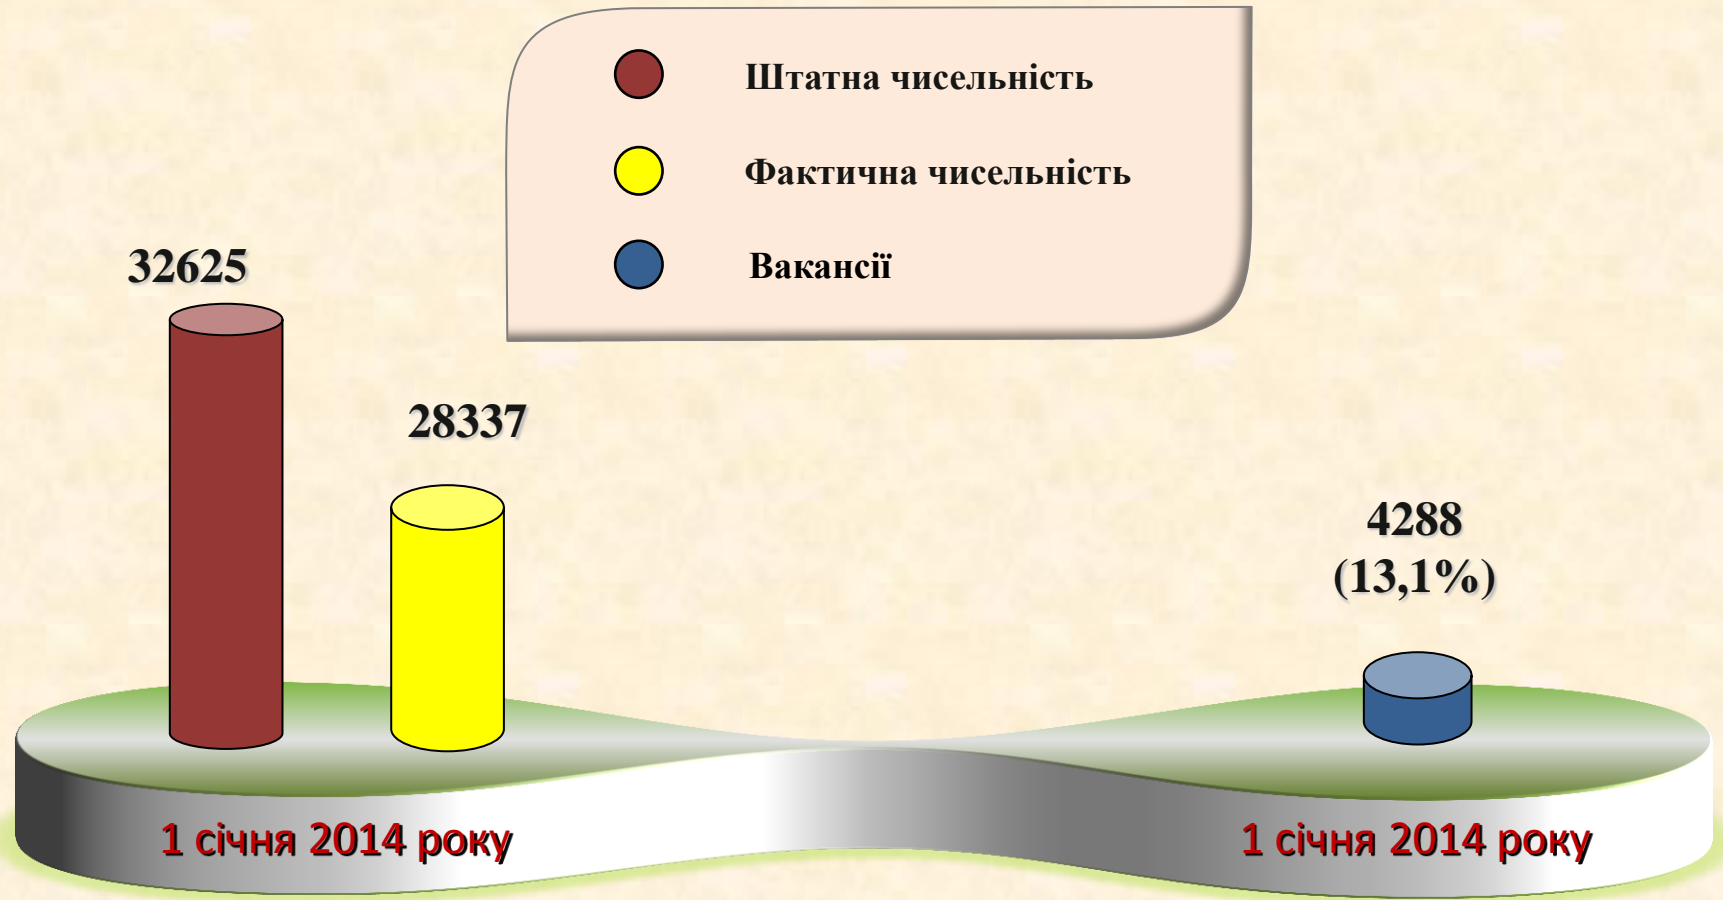 Штатна чисельність
Фактична чисельність
Вакансії
32625
28337
4288
(13,1%)
1 січня 2014 року
1 січня 2014 року